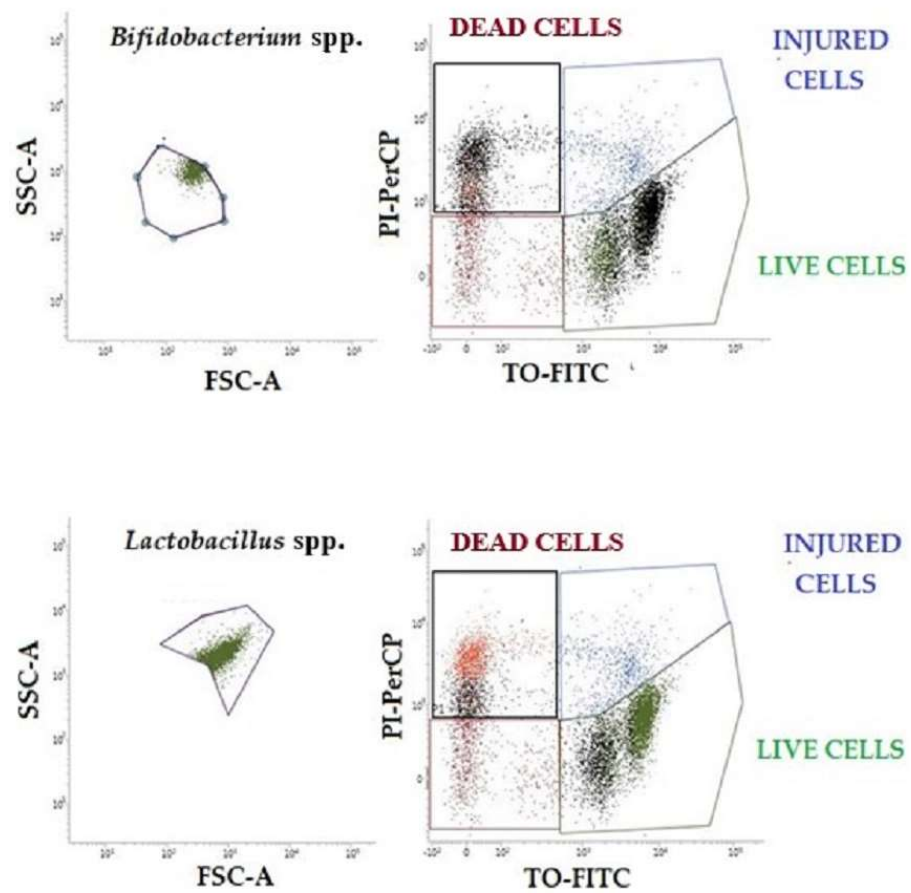 Bifidobacterium spp.
SSC-A
FSC-A
DEAD CELLS
INJURED
CELLS
PI-PerCP
LIVE CELLS
TO-FITC
Lactobacillus spp.
SSC-A
FSC-A
DEAD CELLS
INJURED
CELLS
PI-PerCP
LIVE CELLS
TO-FITC